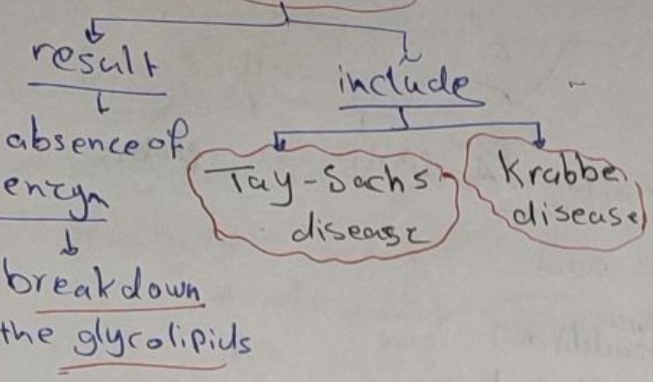 result
include
absence of
enzyn
breakdown
the glycolipids
Tay-Sachs
disease
Krabbe
disease